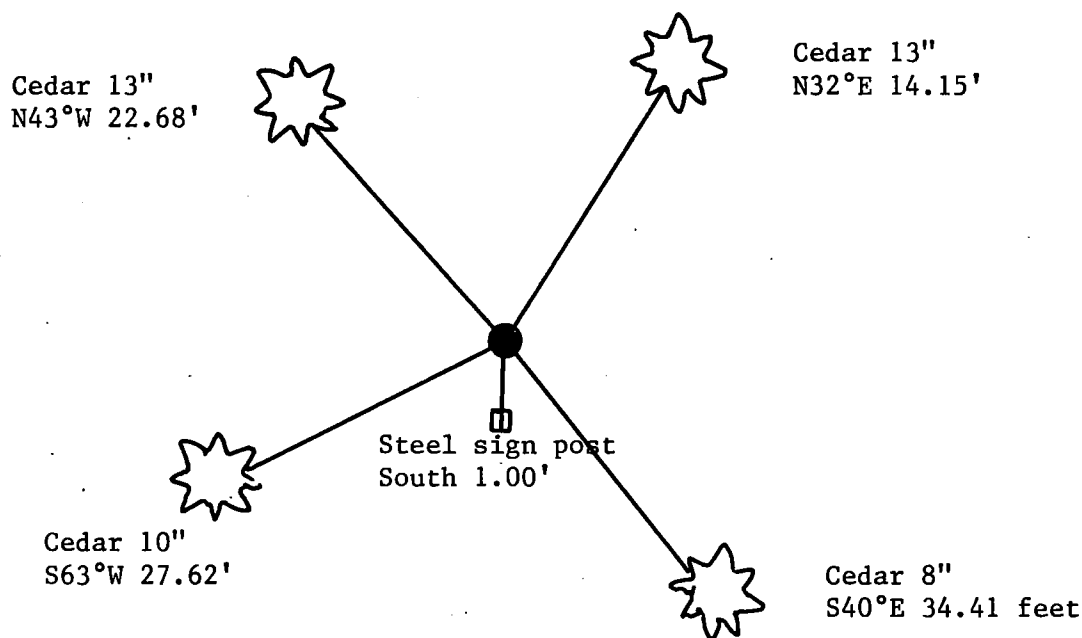 Cedar 13"
N43°W 22.68'
Cedar 13"
N32°E 14.15'
Steel sign post
South 1.00'
Cedar 10"
S63°W 27.62'
Cedar 8"
S40°E 34.41 feet